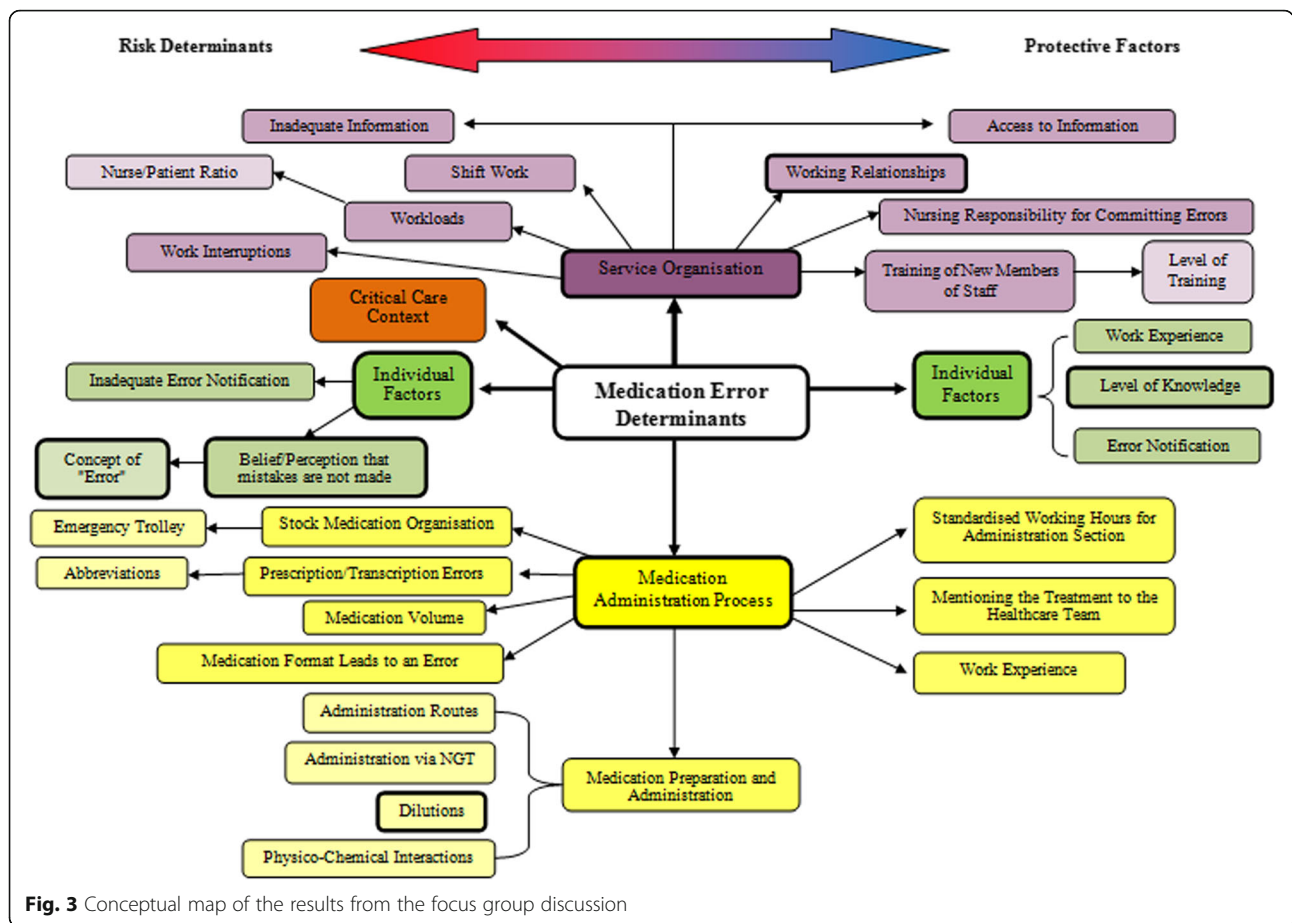 Risk Determinants
Protective Factors
Inadequate Information
Access to Information
Nurse/Patient Ratio
Shift Work
Working Relationships
Workloads
Nursing Responsibility for Committing Errors
Work Interruptions
Service Organisation
Training of New Members
of Staff
Level of
Training
Critical Care
Context
Work Experience
Inadequate Error Notification
Individual
Factors
Medication Error
Determinants
Individual
Factors
Level of Knowledge
Concept of
"Error"
Belief/Perception that
mistakes are not made
Error Notification
Emergency Trolley
Stock Medication Organisation
Standardised Working Hours for
Administration Section
Abbreviations
Prescription/Transcription Errors
Medication
Administration Process
Medication Volume
Mentioning the Treatment to the
Healthcare Team
Medication Format Leads to an Error
Work Experience
Administration Routes
Administration via NGT
Medication Preparation and
Administration
Dilutions
Physico-Chemical Interactions
Fig. 3 Conceptual map of the results from the focus group discussion